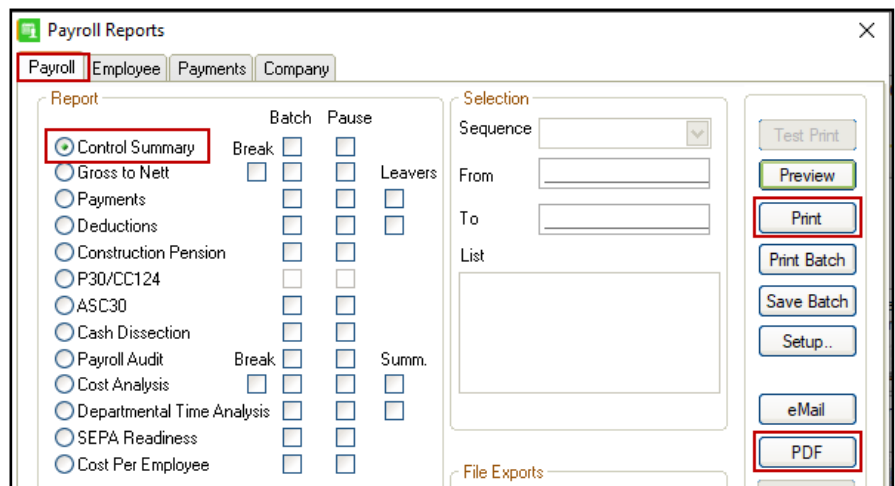 Payroll Reports
Payroll Employee Payments Company
Report
Batch Pause
Control Summary Break
Gross to Nett Leavers
Payments
Deductions
Construction Pension
P30/CC124
ASC30
Cash Dissection
Payroll Audit Break Summ.
Cost Analysis
Departmental Time Analysis
SEPA Readiness
Cost Per Employee
Selection
Sequence
From
To
List
File Exports
Test Print
Preview
Print
Print Batch
Save Batch
Setup..
eMail
PDF